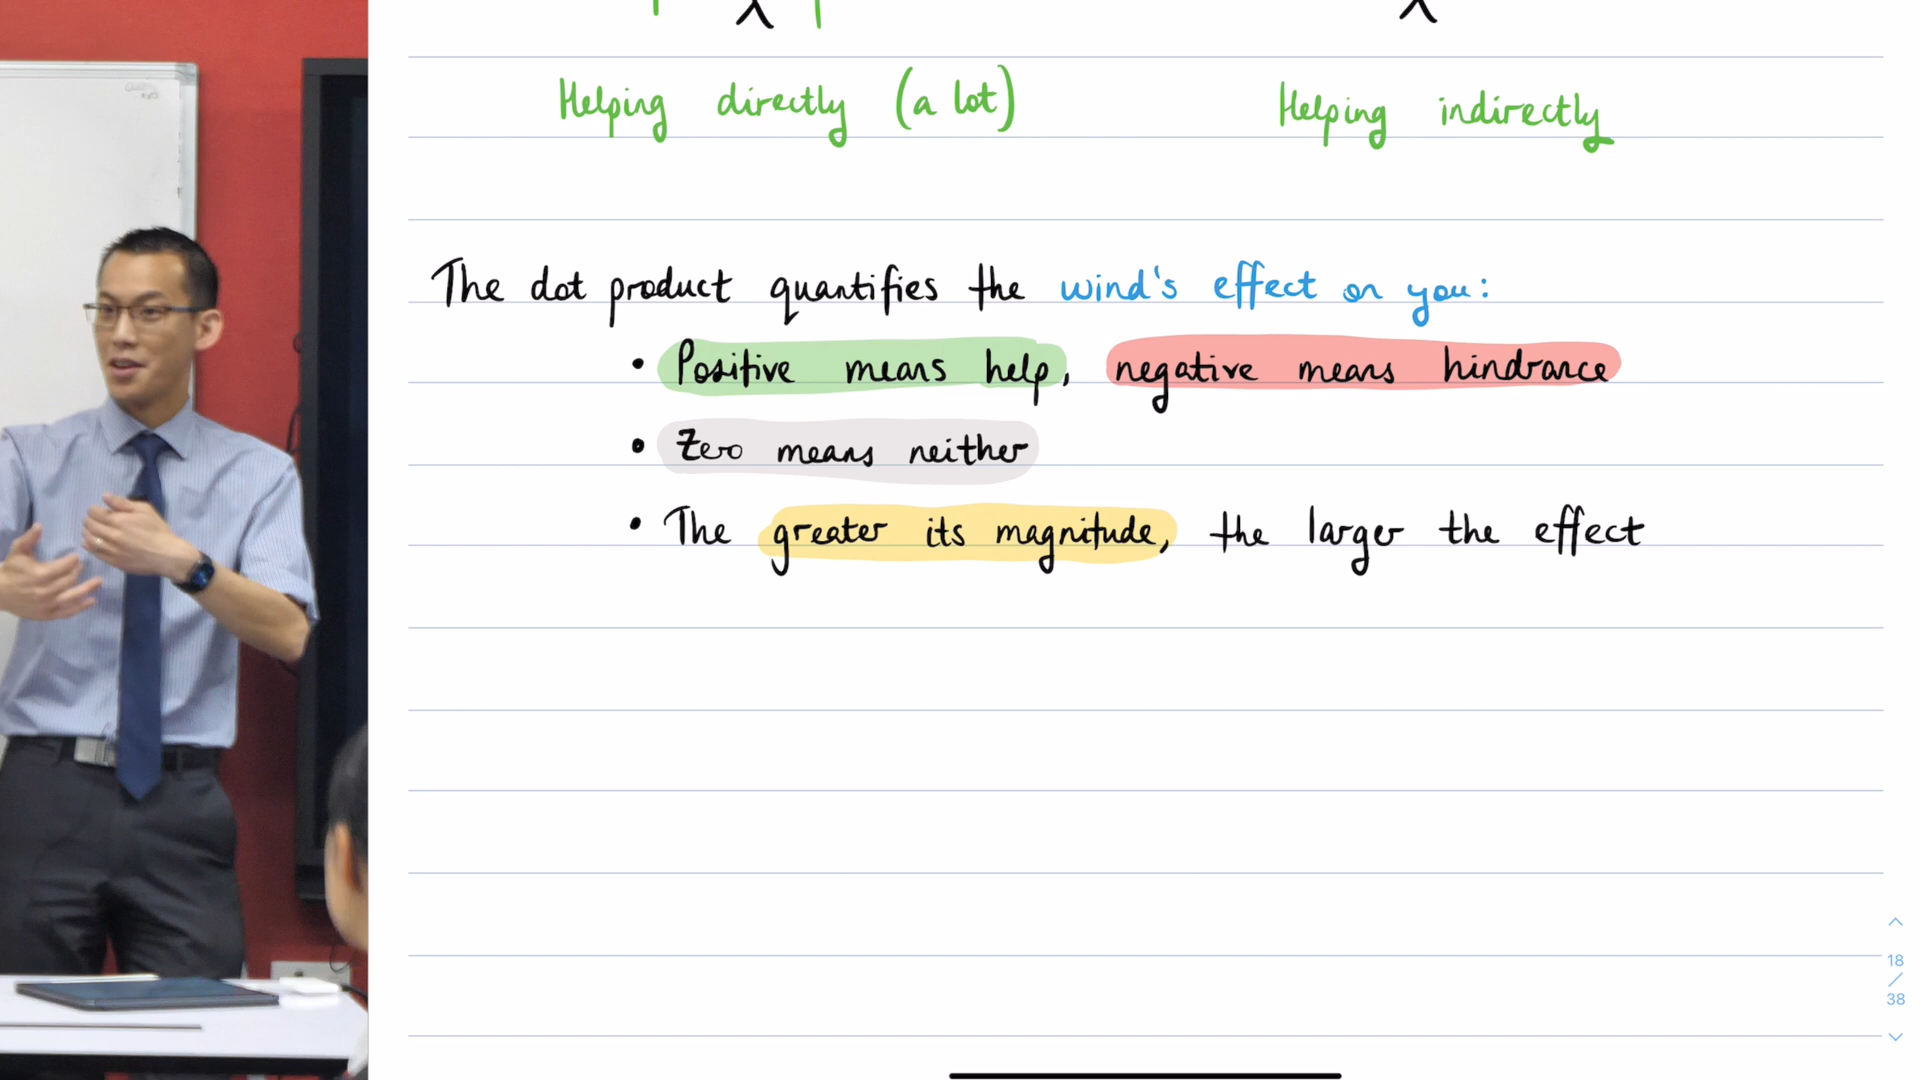 Helping directly (a lot)
Helping indirectly
The dot product quantifies the wind's effect on you:
• Positive means help, negative means hindrance
• Zero means neither
• The greater its magnitude, the larger the effect
18
/
38